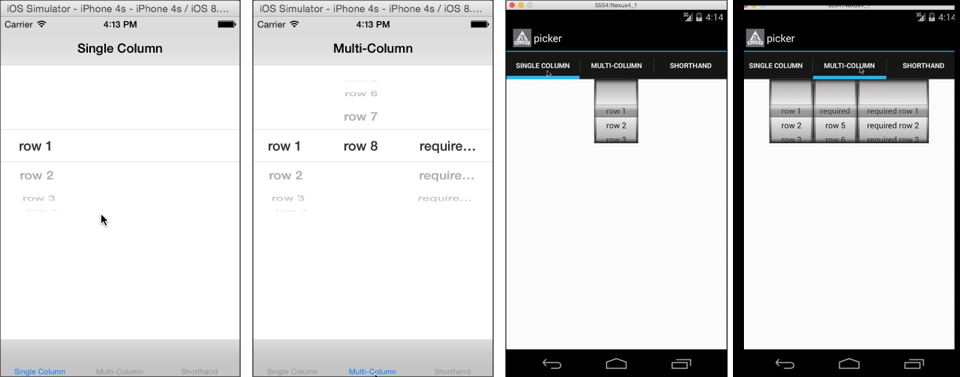 iOS Simulator - iPhone 4s - iPhone 4s / iOS 8....
Carrier 4:13 PM
Single Column
row 1
row 2
row 3
Single Column Multi-Column Shorthand
iOS Simulator - iPhone 4s - iPhone 4s / iOS 8....
Carrier 4:13 PM
Multi-Column
row 6
row 7
row 1 row 8 require...
row 2 require...
row 3 require...
Single Column Multi-Column Shorthand
5554:Nexus4_1
4:14
picker
SINGLE COLUMN MULTI-COLUMN SHORTHAND
row 1
row 2
row 3
5554:Nexus4_1
4:14
picker
SINGLE COLUMN MULTI-COLUMN SHORTHAND
row 1 required required row 1
row 2 row 5 required row 2
row 3 row 6 required row 3